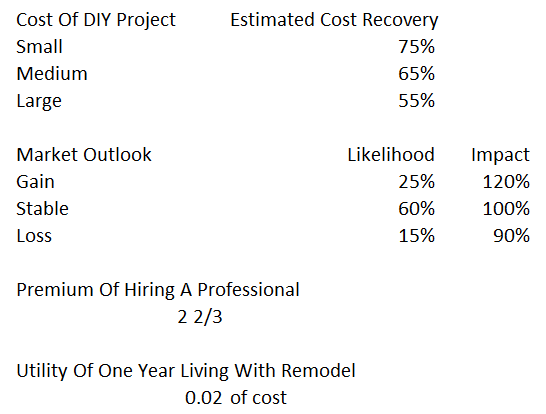 Cost Of DIY Project Estimated Cost Recovery
Small 75%
Medium 65%
Large 55%
Market Outlook Likelihood Impact
Gain 25% 120%
Stable 60% 100%
Loss 15% 90%
Premium Of Hiring A Professional
2 2/3
Utility Of One Year Living With Remodel
0.02 of cost